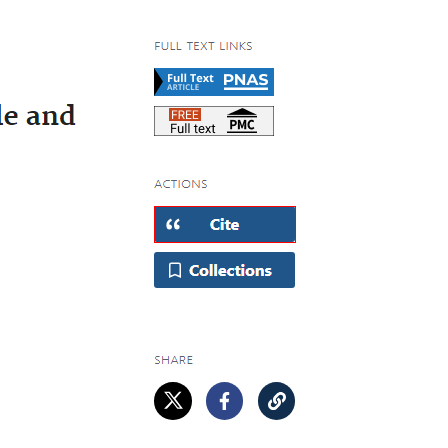 FULL TEXT LINKS
Full Text
ARTICLE
PNAS
le and
FREE
Full text
PMC
ACTIONS
Cite
Collections
SHARE